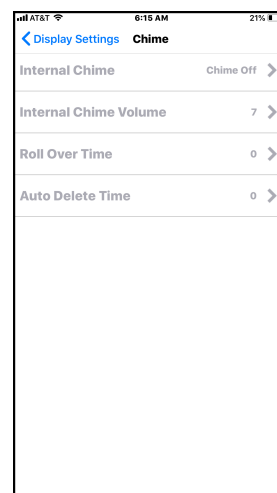 AT&T 6:15 AM 21%
Display Settings Chime
Internal Chime Chime Off
Internal Chime Volume 7
Roll Over Time 0
Auto Delete Time 0